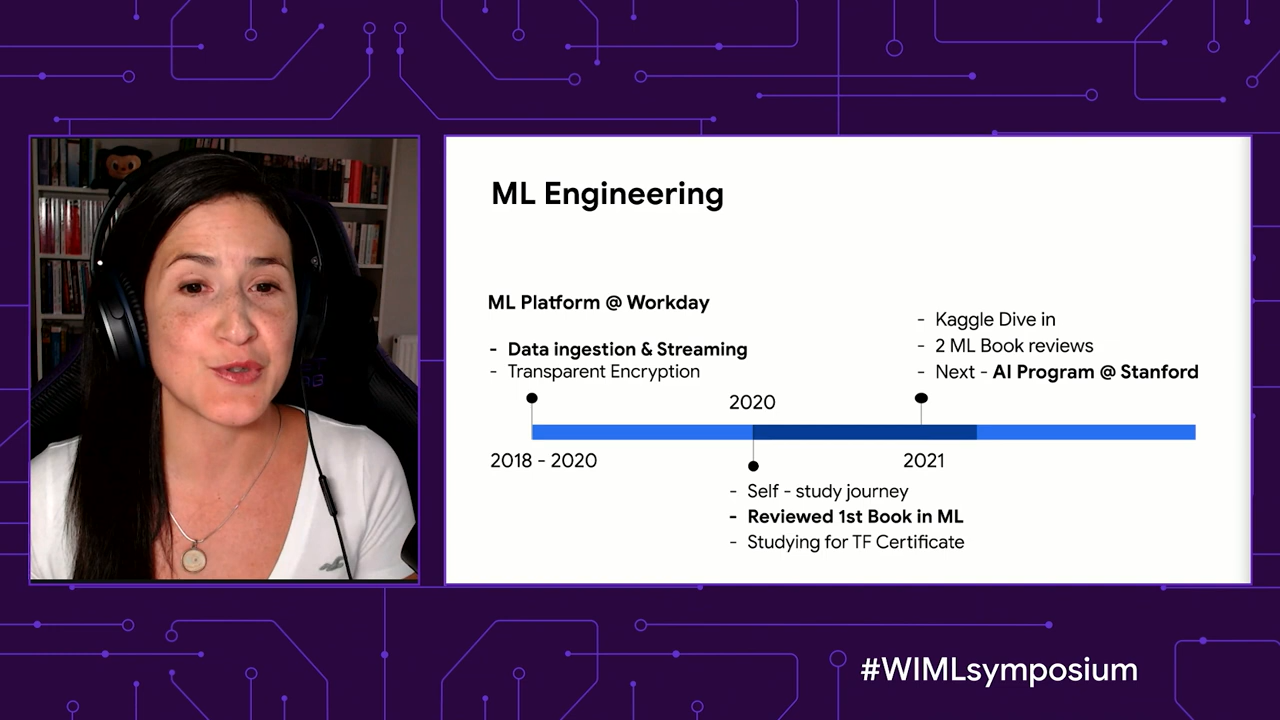 ML Engineering
ML Platform @ Workday
- Data ingestion & Streaming
- Transparent Encryption
- Kaggle Dive in
- 2 ML Book reviews
- Next - AI Program @ Stanford
2020
2018 - 2020
2021
- Self - study journey
- Reviewed 1st Book in ML
- Studying for TF Certificate
#WIMLsymposium